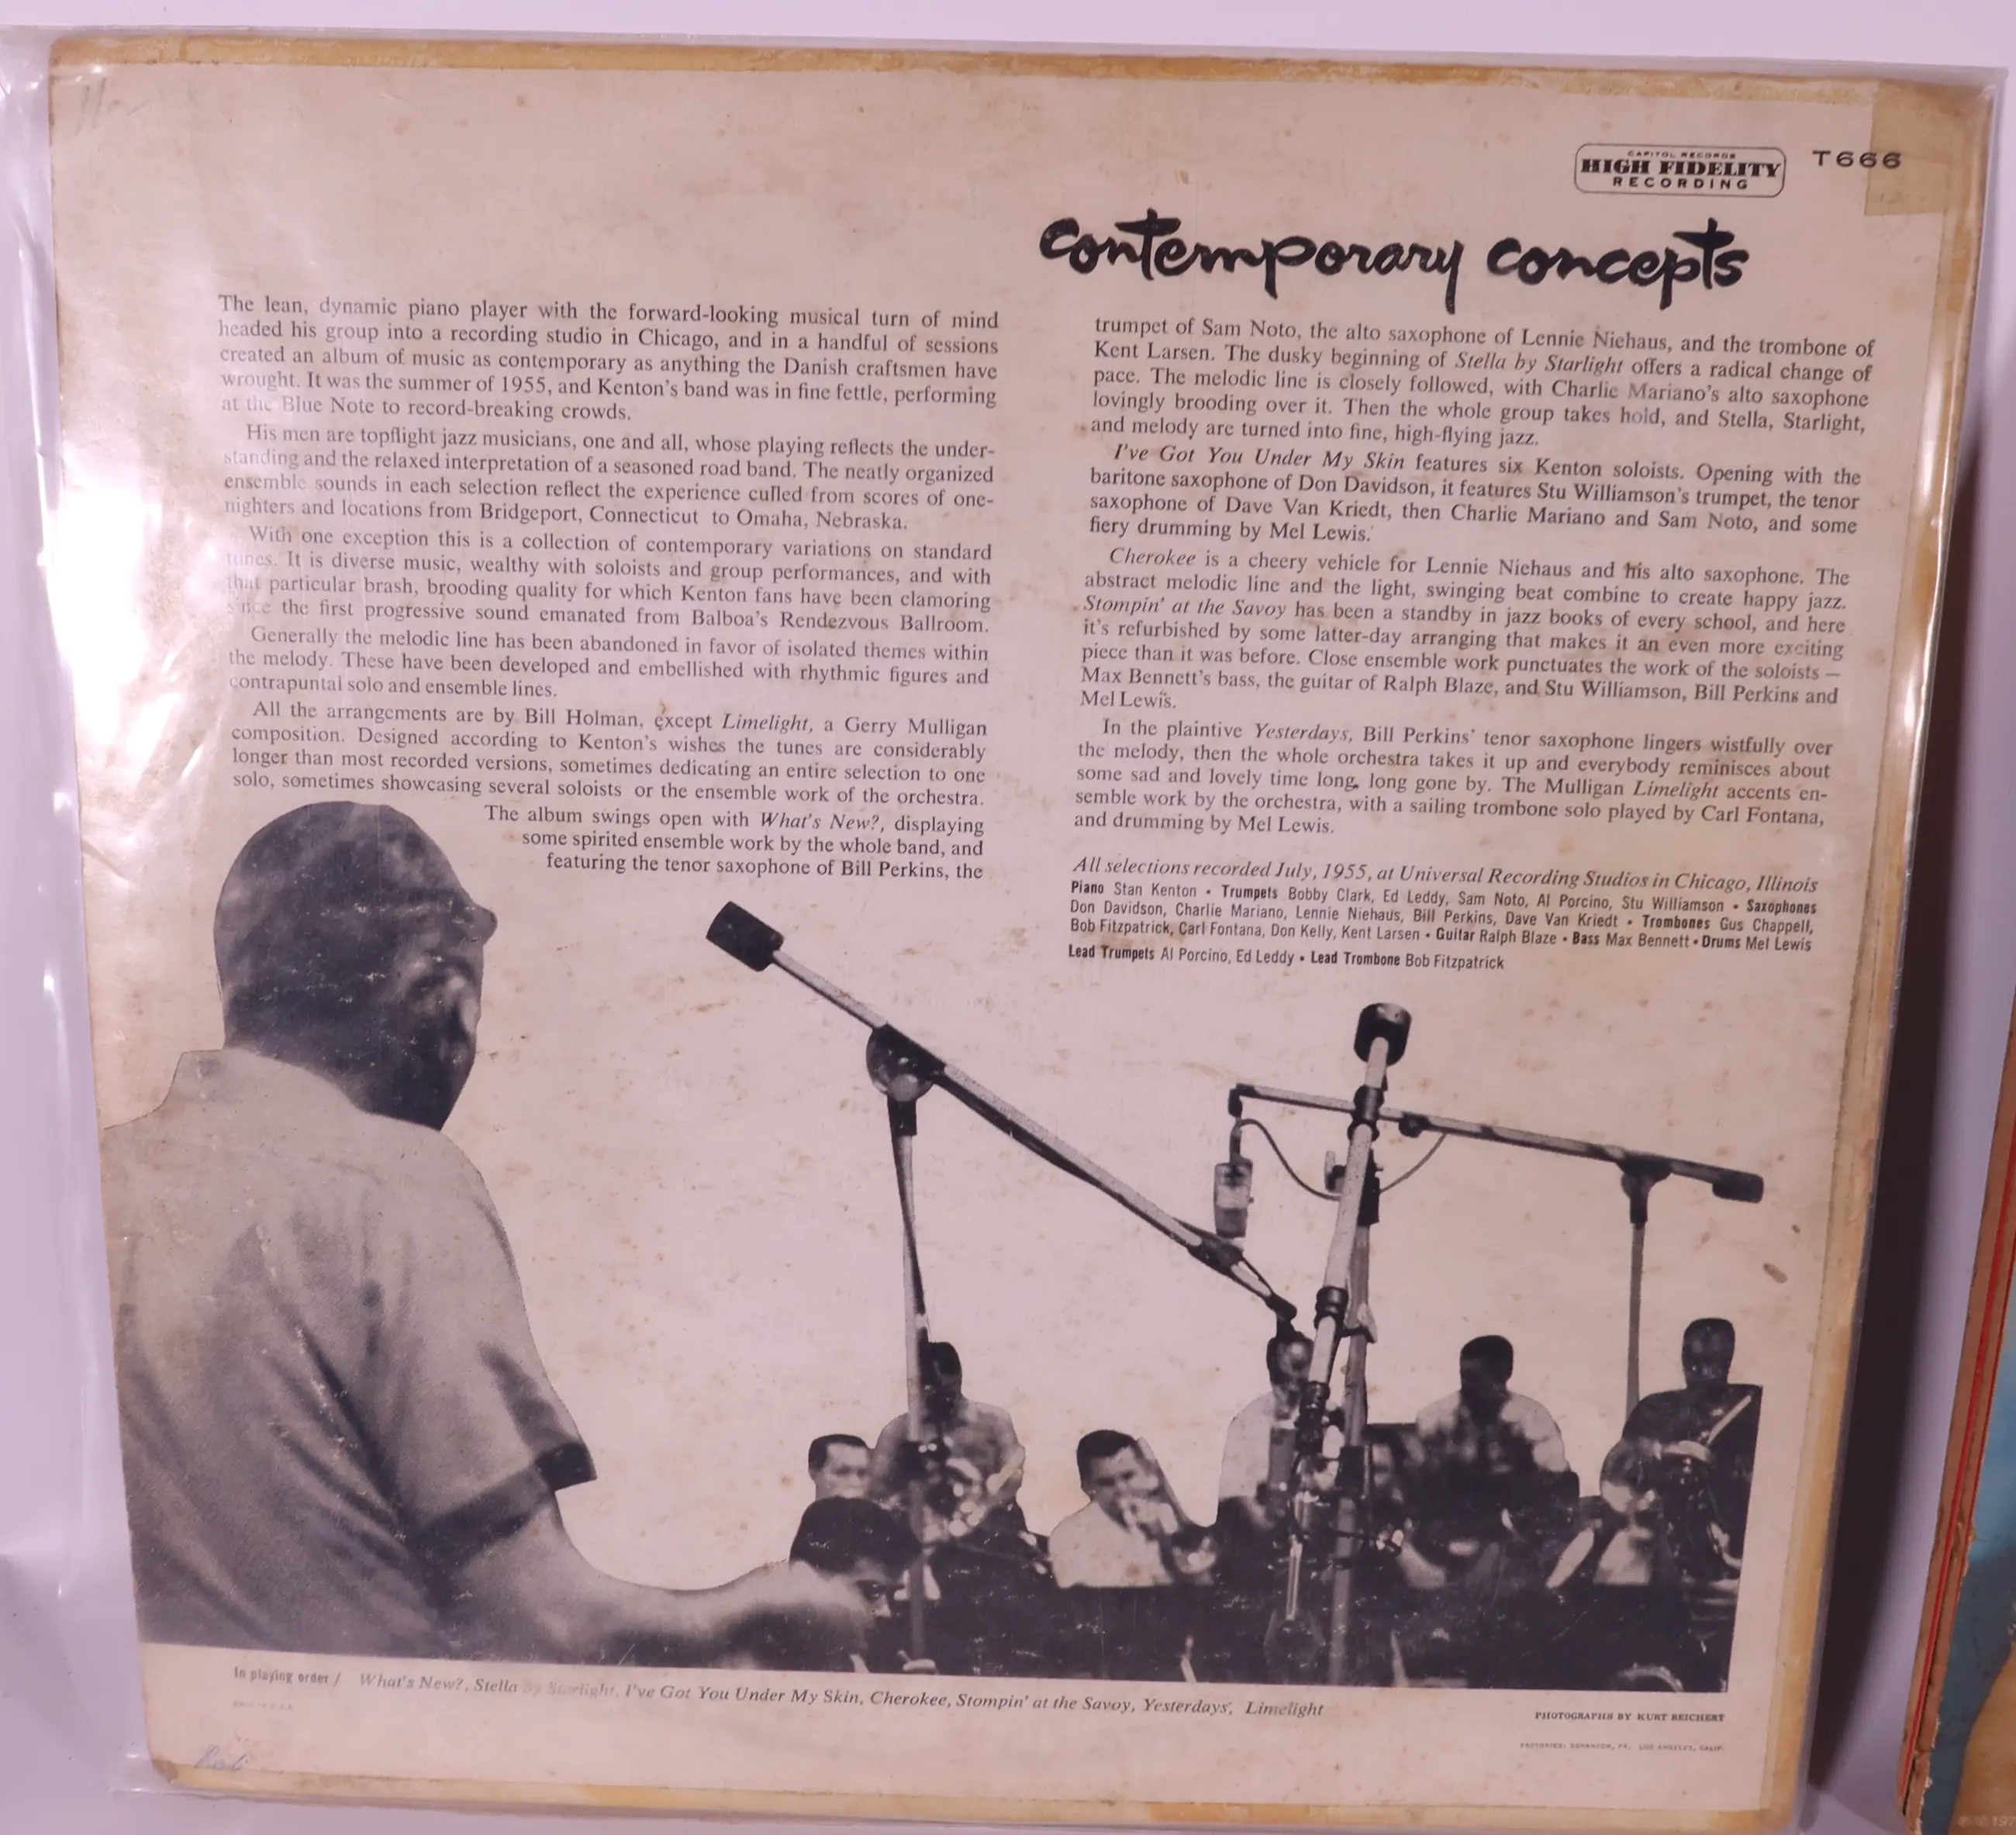 CAPITOL RECORDS
HIGH FIDELITY
RECORDING
T666
contemporary concepts
The lean, dynamic piano player with the forward-looking musical turn of mind
headed his group into a recording studio in Chicago, and in a handful of sessions
created an album of music as contemporary as anything the Danish craftsmen have
wrought. It was the summer of 1955, and Kenton's band was in fine fettle, performing
at the Blue Note to record-breaking crowds.
His men are topflight jazz musicians, one and all, whose playing reflects the under-
standing and the relaxed interpretation of a seasoned road band. The neatly organized
ensemble sounds in each selection reflect the experience culled from scores of one-
nighters and locations from Bridgeport, Connecticut to Omaha, Nebraska.
With one exception this is a collection of contemporary variations on standard
tunes. It is diverse music, wealthy with soloists and group performances, and with
that particular brash, brooding quality for which Kenton fans have been clamoring
since the first progressive sound emanated from Balboa's Rendezvous Ballroom.
Generally the melodic line has been abandoned in favor of isolated themes within
the melody. These have been developed and embellished with rhythmic figures and
contrapuntal solo and ensemble lines.
All the arrangements are by Bill Holman, except Limelight, a Gerry Mulligan
composition. Designed according to Kenton's wishes the tunes are considerably
longer than most recorded versions, sometimes dedicating an entire selection to one
solo, sometimes showcasing several soloists or the ensemble work of the orchestra.
The album swings open with What's New?, displaying
some spirited ensemble work by the whole band, and
featuring the tenor saxophone of Bill Perkins, the
trumpet of Sam Noto, the alto saxophone of Lennie Niehaus, and the trombone of
Kent Larsen. The dusky beginning of Stella by Starlight offers a radical change of
pace. The melodic line is closely followed, with Charlie Mariano's alto saxophone
lovingly brooding over it. Then the whole group takes hold, and Stella, Starlight,
and melody are turned into fine, high-flying jazz.
I've Got You Under My Skin features six Kenton soloists. Opening with the
baritone saxophone of Don Davidson, it features Stu Williamson's trumpet, the tenor
saxophone of Dave Van Kriedt, then Charlie Mariano and Sam Noto, and some
fiery drumming by Mel Lewis.
Cherokee is a cheery vehicle for Lennie Niehaus and his alto saxophone. The
abstract melodic line and the light, swinging beat combine to create happy jazz.
Stompin' at the Savoy has been a standby in jazz books of every school, and here
it's refurbished by some latter-day arranging that makes it an even more exciting
piece than it was before. Close ensemble work punctuates the work of the soloists —
Max Bennett's bass, the guitar of Ralph Blaze, and Stu Williamson, Bill Perkins and
Mel Lewis.
In the plaintive Yesterdays, Bill Perkins' tenor saxophone lingers wistfully over
the melody, then the whole orchestra takes it up and everybody reminisces about
some sad and lovely time long, long gone by. The Mulligan Limelight accents en-
semble work by the orchestra, with a sailing trombone solo played by Carl Fontana,
and drumming by Mel Lewis.
All selections recorded July, 1955, at Universal Recording Studios in Chicago, Illinois
Piano Stan Kenton • Trumpets Bobby Clark, Ed Leddy, Sam Noto, Al Porcino, Stu Williamson • Saxophones
Don Davidson, Charlie Mariano, Lennie Niehaus, Bill Perkins, Dave Van Kriedt • Trombones Gus Chappell,
Bob Fitzpatrick, Carl Fontana, Don Kelly, Kent Larsen • Guitar Ralph Blaze • Bass Max Bennett • Drums Mel Lewis
Lead Trumpets Al Porcino, Ed Leddy • Lead Trombone Bob Fitzpatrick
In playing order / What's New?, Stella by Starlight, I've Got You Under My Skin, Cherokee, Stompin' at the Savoy, Yesterdays, Limelight
PHOTOGRAPHS BY KURT REICHERT
FACTORIES: SCRANTON, PA. LOS ANGELES, CALIF.